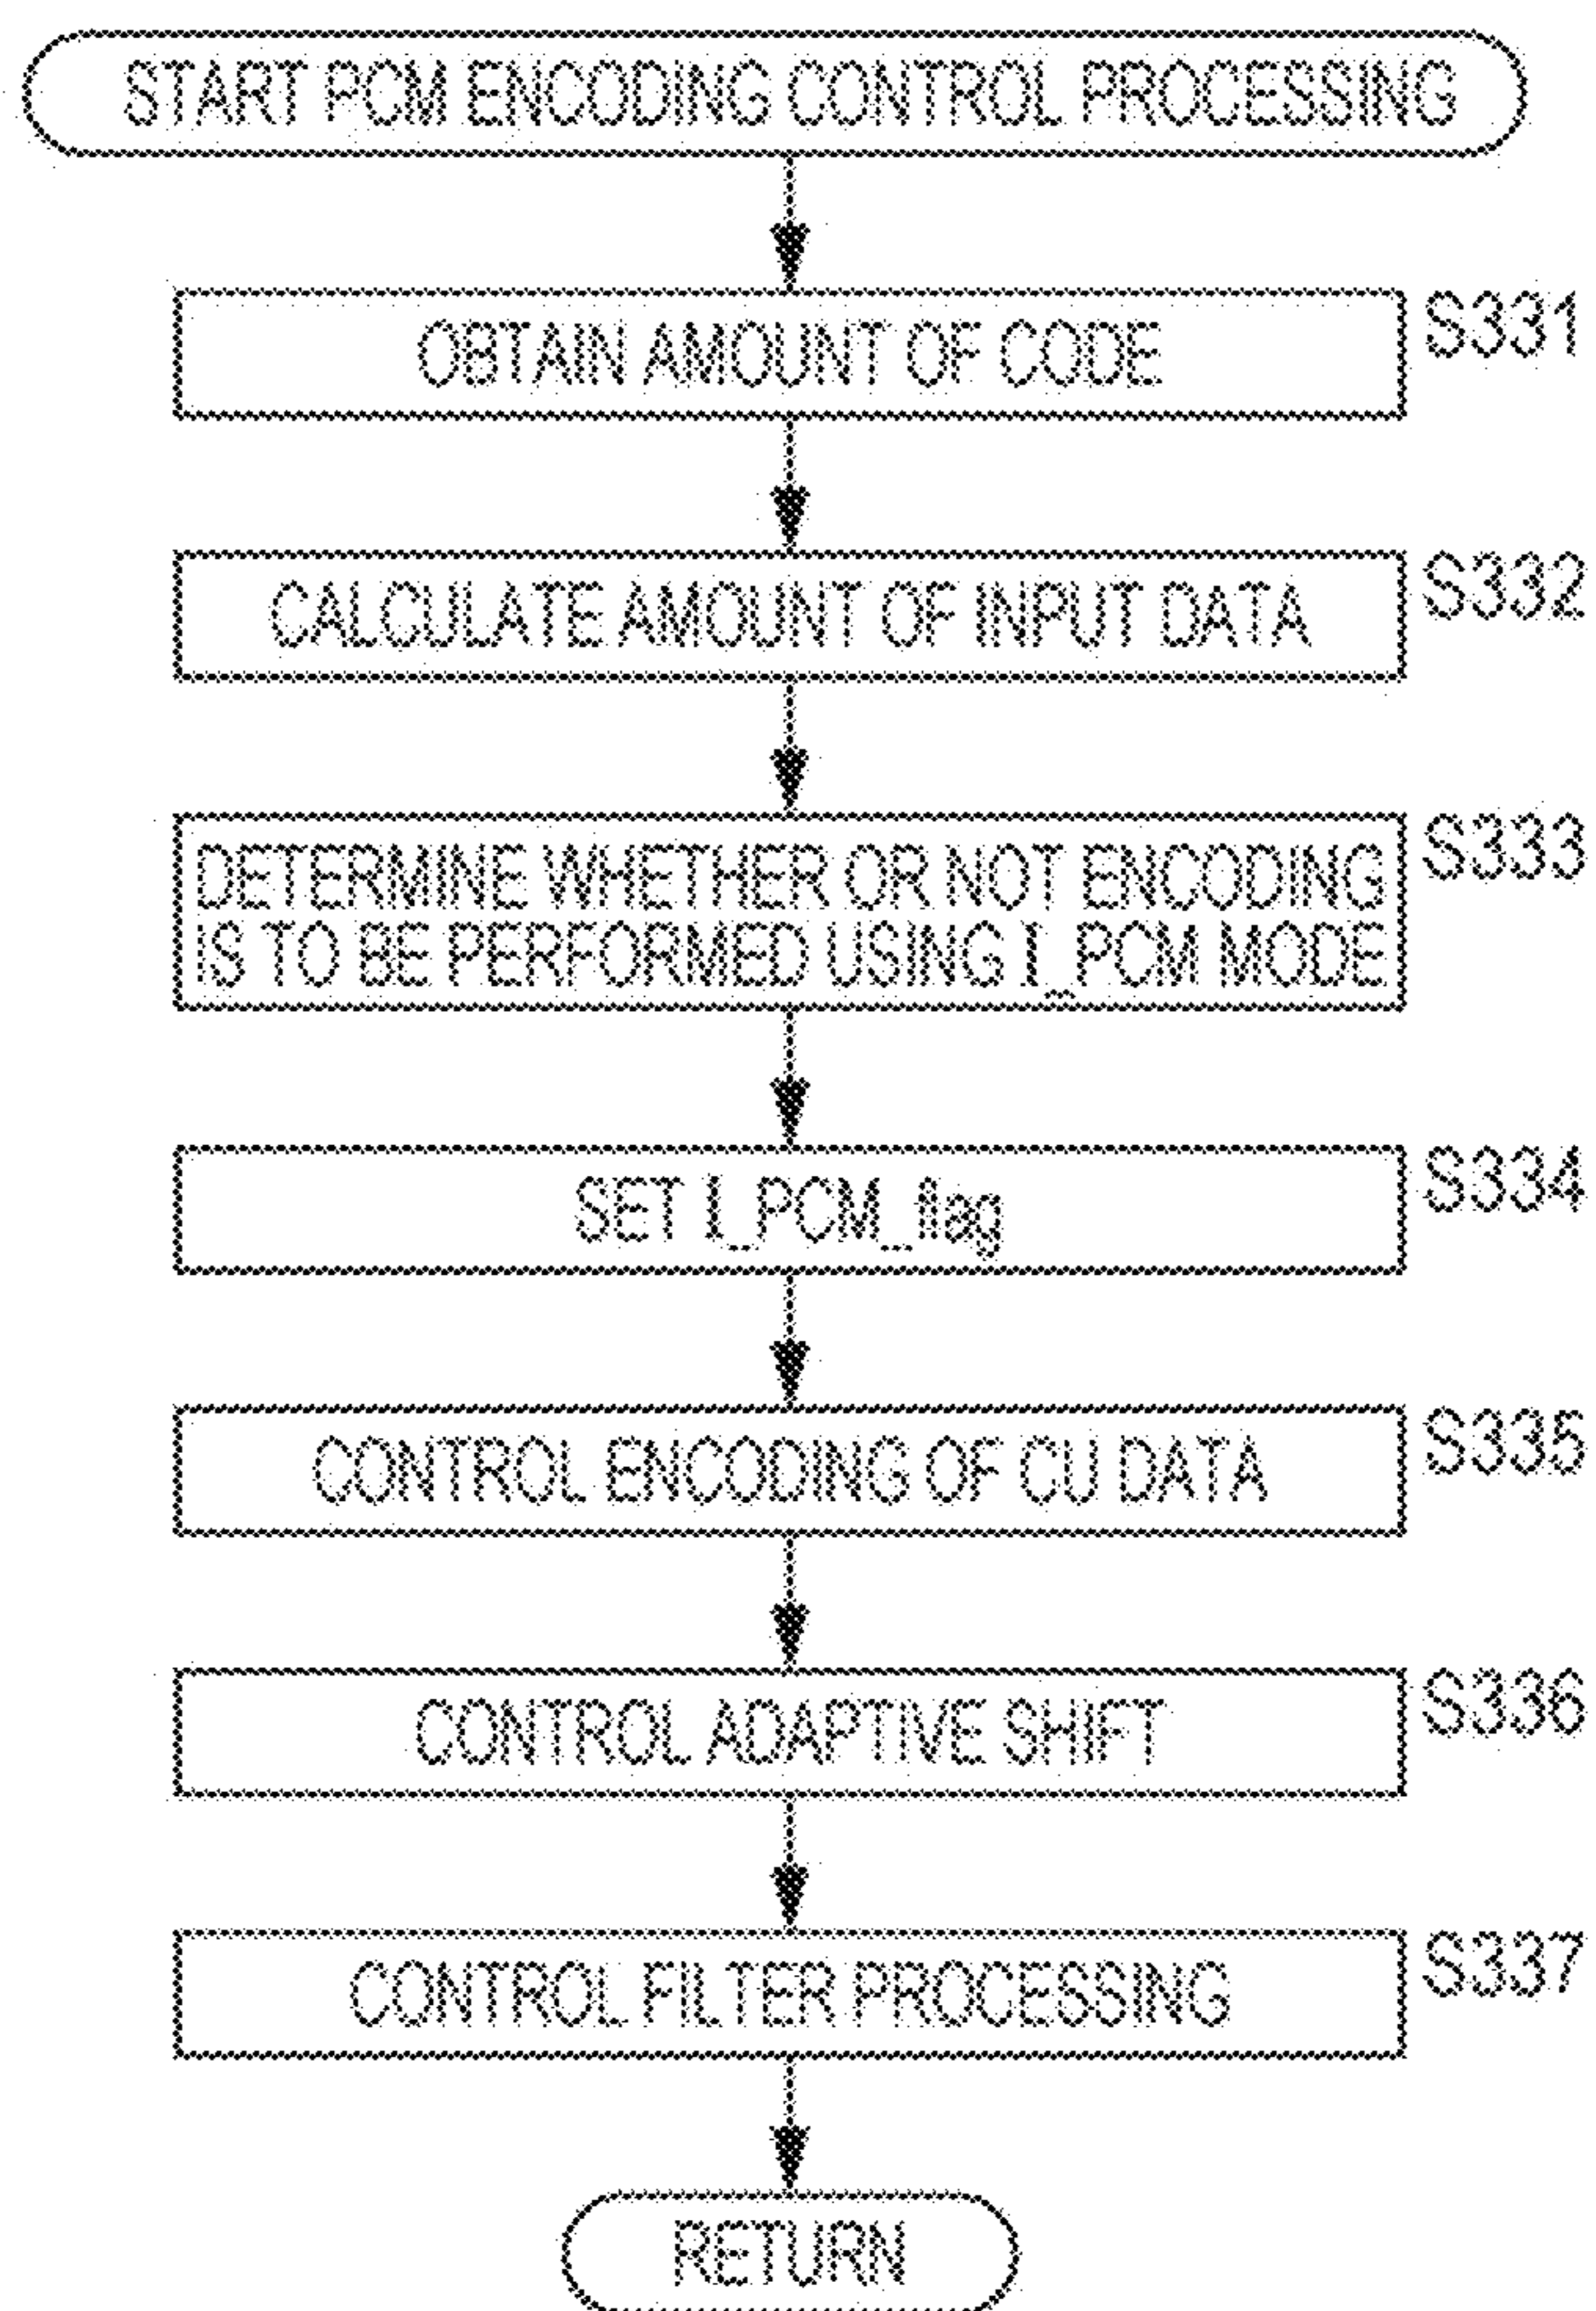 START PCM ENCODING CONTROL PROCESSING
OBTAIN AMOUNT OF CODE
S331
CALCULATE AMOUNT OF INPUT DATA
S332
DETERMINE WHETHER OR NOT ENCODING
IS TO BE PERFORMED USING I_PCM MODE
S333
SET I_PCM_flag
S334
CONTROL ENCODING OF CU DATA
S335
CONTROL ADAPTIVE SHIFT
S336
CONTROL FILTER PROCESSING
S337
RETURN